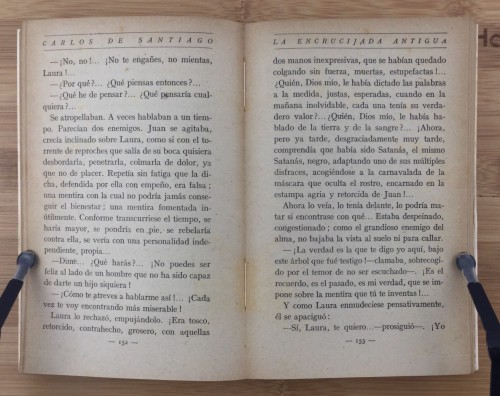 CARLOS DE SANTIAGO
—¡No, no!... ¡No te engañes, no mientas,
Laura!...
—¿Por qué?... ¿Qué piensas entonces?...
—¿Qué he de pensar?... ¿Qué pensaría cual-
quiera?...
Se atropellaban. A veces hablaban a un tiem-
po. Parecían dos enemigos. Juan se agitaba,
crecía inclinado sobre Laura, como si con el to-
rrente de reproches que salía de su boca quisiera
desbordarla, penetrarla, colmarla de dolor, ya
que no de placer. Repetía sin fatiga que la di-
cha, defendida por ella con empeño, era falsa;
una mentira con la cual no podría jamás conse-
guir el bienestar; una mentira fomentada in-
útilmente. Conforme transcurriese el tiempo, se
haría mayor, se pondría en pie, se rebelaría
contra ella, se vería con una personalidad inde-
pendiente, propia...
—Dime... ¿Qué harás?... ¡No puedes ser
feliz al lado de un hombre que no ha sido capaz
de darte un hijo siquiera!
—¡Cómo te atreves a hablarme así!... ¡Cada
vez te voy encontrando más miserable!
Laura lo rechazó, empujándolo. ¡Era tosco,
retorcido, contrahecho, grosero, con aquellas
— 152 —
LA ENCRUCIJADA ANTIGUA
dos manos inexpresivas, que se habían quedado
colgando sin fuerza, muertas, estupefactas!...
¿Quién, Dios mío, le había dictado las palabras
a la medida, justas, esperadas, cuando en la
mañana inolvidable, cada una tenía su verda-
dero valor?... ¿Quién, Dios mío, le había ha-
blado de la tierra y de la sangre?... ¡Ahora,
pero ya tarde, desgraciadamente muy tarde,
comprendía que había sido Satanás, el mismo
Satanás, negro, adaptando uno de sus múltiples
disfraces, acogiéndose a la carnavalada de la
máscara que oculta el rostro, encarnado en la
estampa agria y retorcida de Juan!...
Ahora lo veía, lo tenía delante, lo podría ma-
tar si encontrase con qué... Estaba despeinado,
congestionado; como el grandioso enemigo del
alma, no bajaba la vista al suelo ni para callar.
—¡La verdad es la que te digo yo aquí, bajo
este árbol que fué testigo!—clamaba, sobrecogi-
do por el temor de no ser escuchado—. ¡Es el
recuerdo, es el pasado, es mi verdad, que se im-
pone sobre la mentira que tú te inventas!...
Y como Laura enmudeciese pensativamente,
él se apaciguó:
—Sí, Laura, te quiero...—prosiguió—. ¡Yo
— 153 —